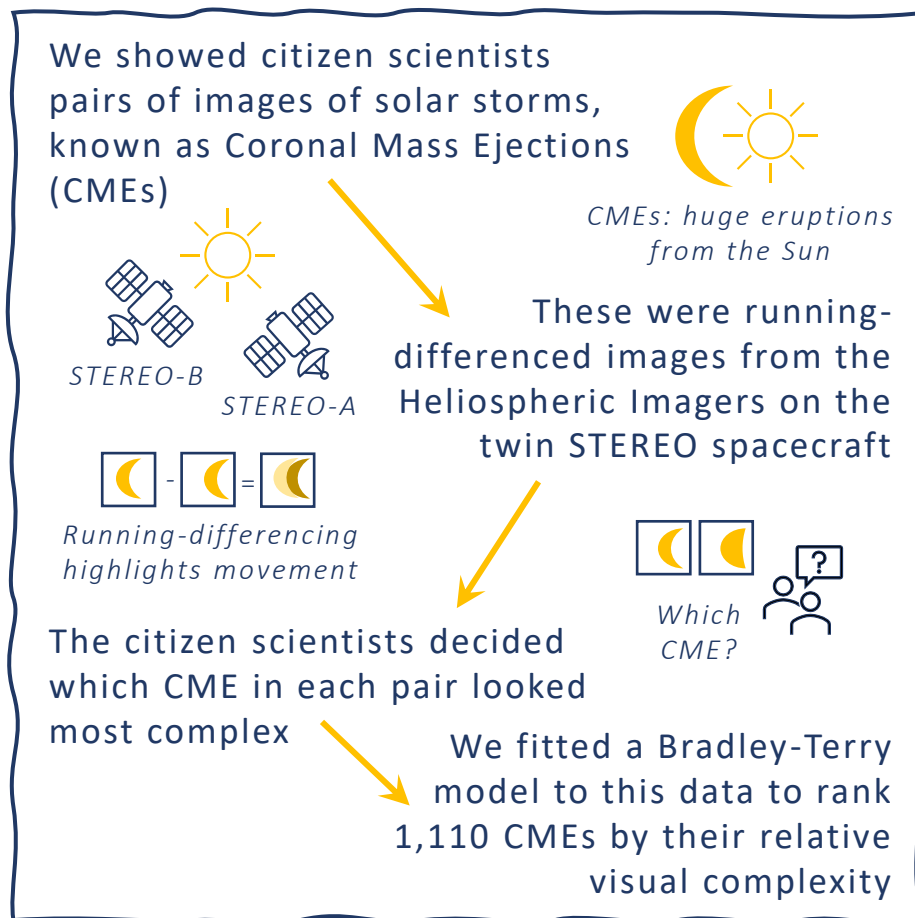 We showed citizen scientists
pairs of images of solar storms,
known as Coronal Mass Ejections
(CMEs)
CMEs: huge eruptions
from the Sun
STEREO-B
STEREO-A
These were running-
differenced images from the
Heliospheric Imagers on the
twin STEREO spacecraft
- =
Running-differencing
highlights movement
?
Which
CME?
The citizen scientists decided
which CME in each pair looked
most complex
We fitted a Bradley-Terry
model to this data to rank
1,110 CMEs by their relative
visual complexity